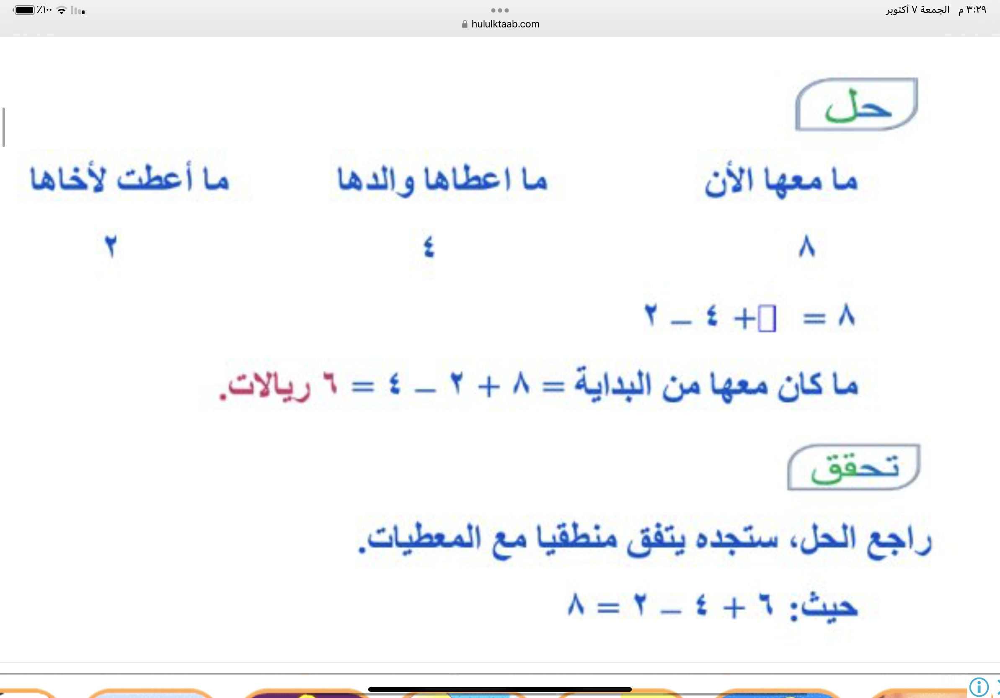 ٣:٢٩ م الجمعة ٧ أكتوبر
٪١٠٠
hululktaab.com
حل
ما معها الأن ما اعطاها والدها ما أعطت لأخاها
٨ ٤ ٢
٨ = □+ ٤ – ٢
ما كان معها من البداية = ٨ + ٢ – ٤ = ٦ ريالات.
تحقق
راجع الحل، ستجده يتفق منطقيا مع المعطيات.
حيث: ٦ + ٤ – ٢ = ٨